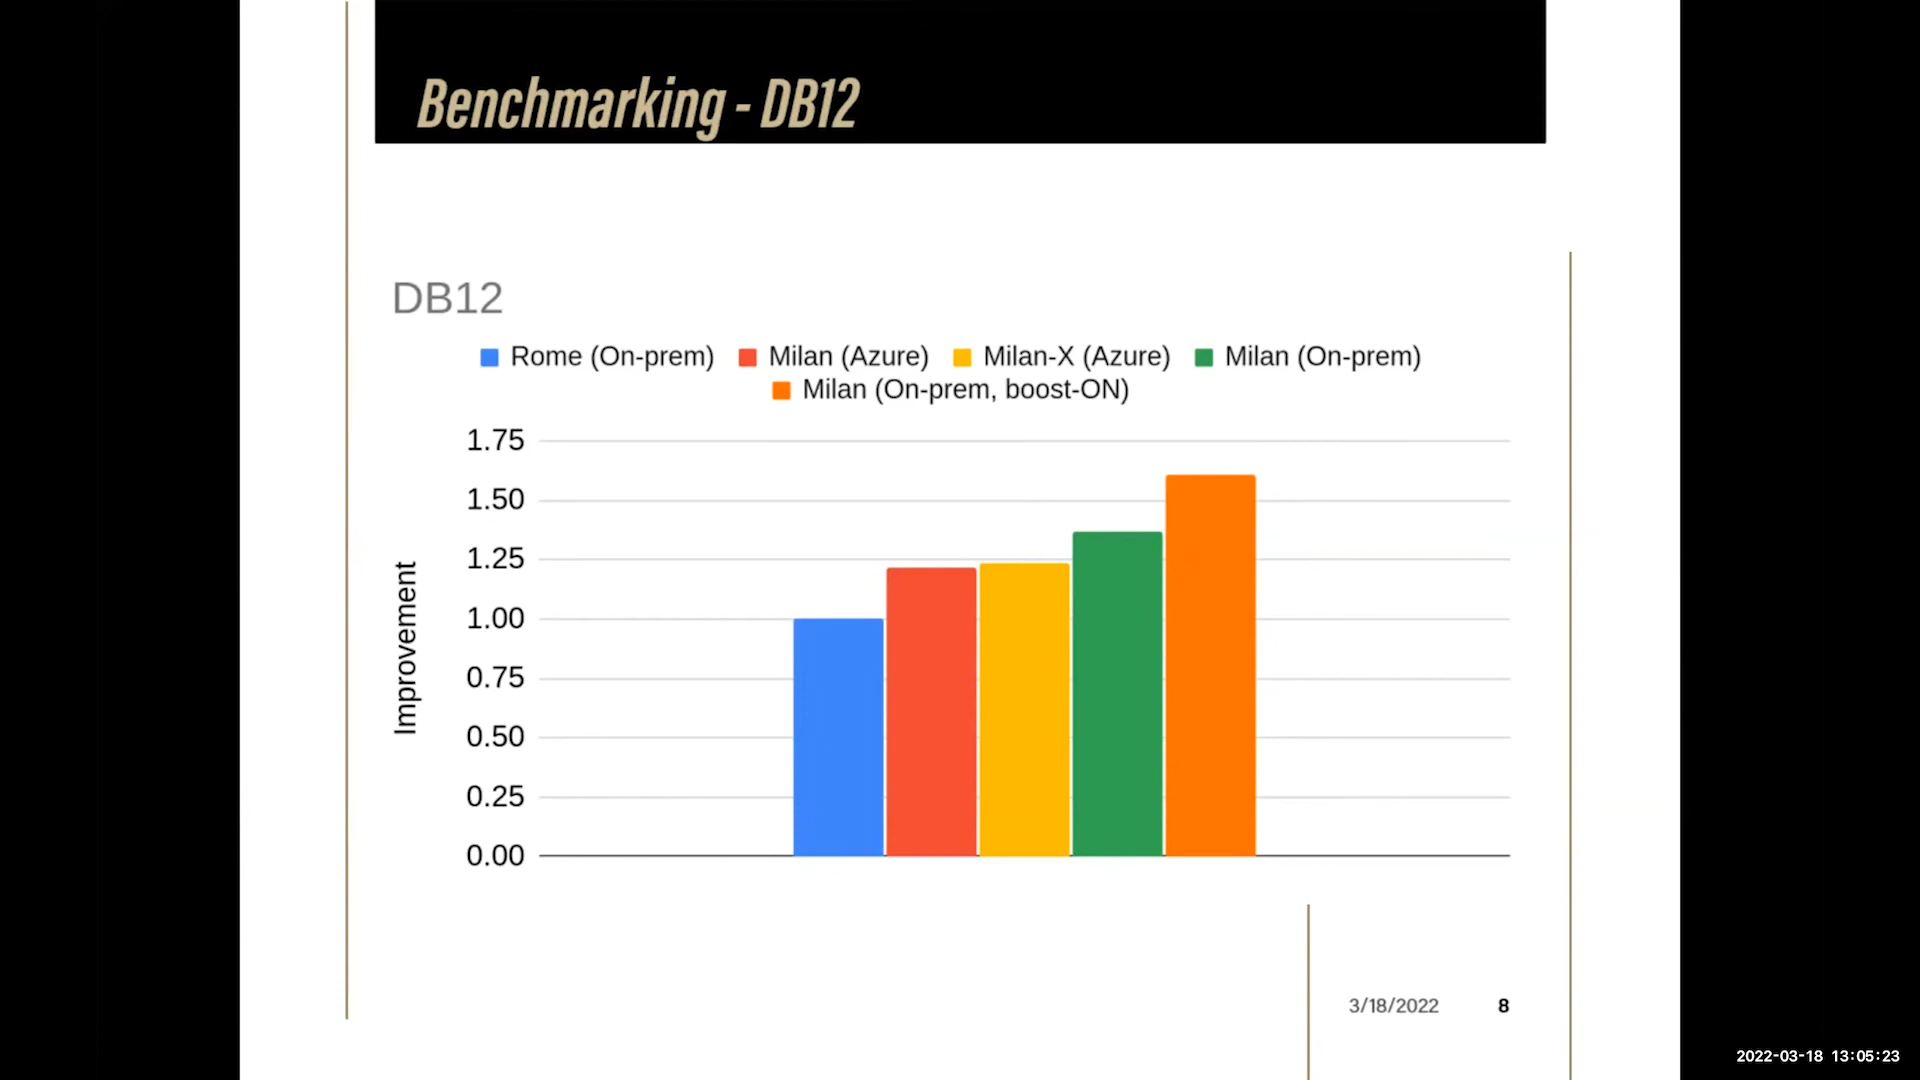 Benchmarking - DB12
DB12
Rome (On-prem) Milan (Azure) Milan-X (Azure) Milan (On-prem)
Milan (On-prem, boost-ON)
1.75
1.50
1.25
1.00
0.75
0.50
0.25
0.00
Improvement
3/18/2022 8
2022-03-18 13:05:23